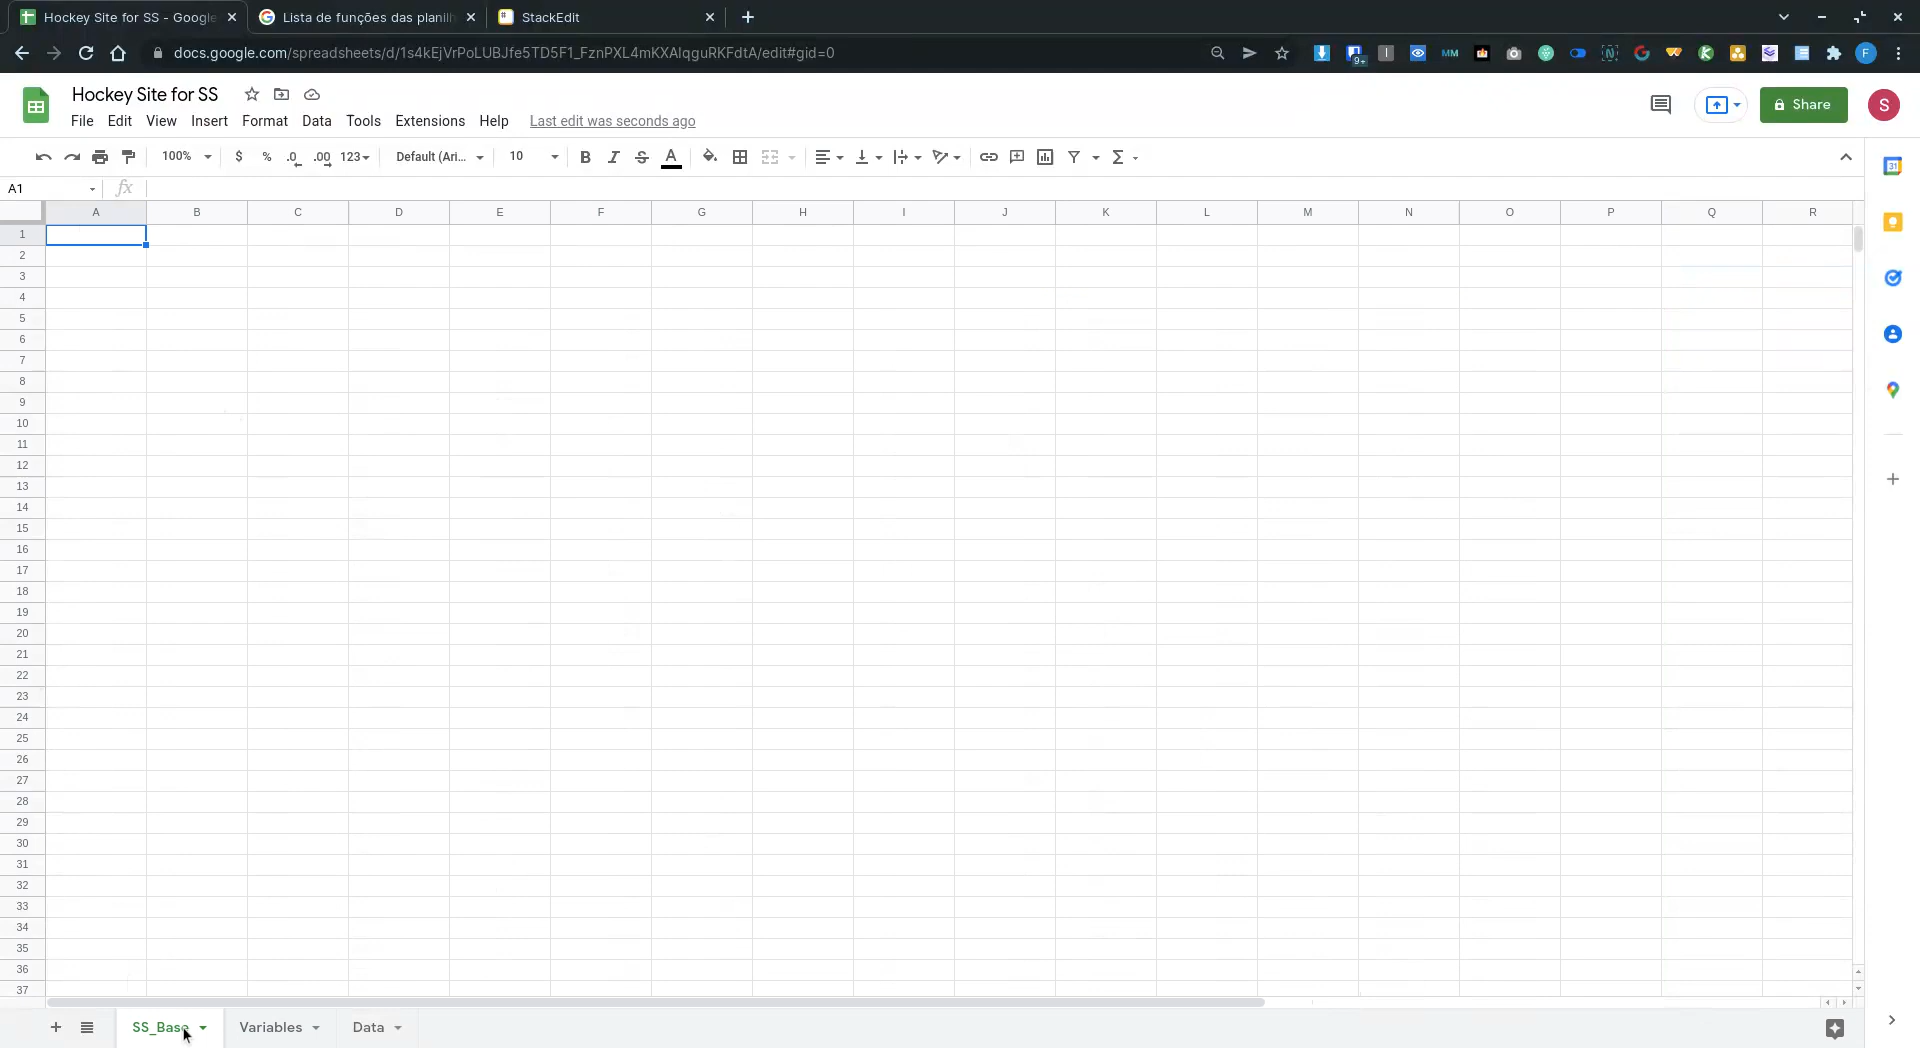 Hockey Site for SS - Google
Lista de funções das planilh
StackEdit
docs.google.com/spreadsheets/d/1s4kEjVrPoLUBJfe5TD5F1_FznPXL4mKXAlqguRKFdtA/edit#gid=0
9+
MM
F
Hockey Site for SS
Share
S
File Edit View Insert Format Data Tools Extensions Help Last edit was seconds ago
100% $ % .0 .00 123 Default (Ari... 10 B I S A
31
A1 fx
A B C D E F G H I J K L M N O P Q R
1
2
3
4
5
6
7
8
9
10
11
12
13
14
15
16
17
18
19
20
21
22
23
24
25
26
27
28
29
30
31
32
33
34
35
36
37
SS_Base Variables Data